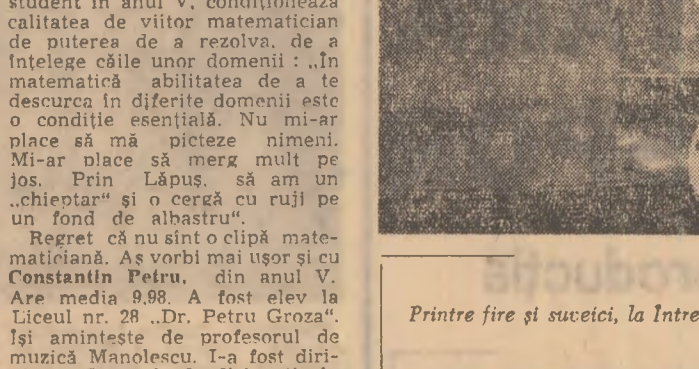 student în anul V, condiționează
calitatea de viitor matematician
de puterea de a rezolva, de a
înțelege căile unor domenii : „În
matematică abilitatea de a te
descurca în diferite domenii este
o condiție esențială. Nu mi-ar
place să mă picteze nimeni.
Mi-ar place să merg mult pe
jos. Prin Lăpuș, să am un
„chieptar“ și o cergă cu ruji pe
un fond de albastru“.
Regret că nu sînt o clipă mate-
maticiană. Aș vorbi mai ușor și cu
Constantin Petru, din anul V.
Are media 9,98. A fost elev la
Liceul nr. 28 „Dr. Petru Groza“.
Își amintește de profesorul de
muzică Manolescu. I-a fost diri-
Printre fire și suveici, la Între